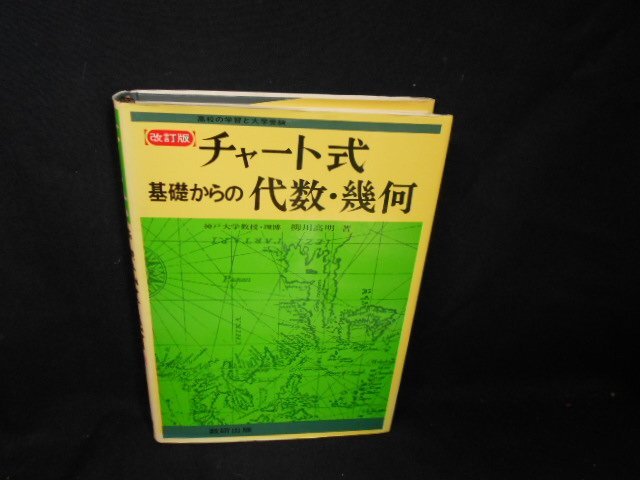 高校の学習と大学受験
【改訂版】
チャート式
基礎からの 代数・幾何
神戸大学教授・理博 柳川高明 著
Pasan
数研出版